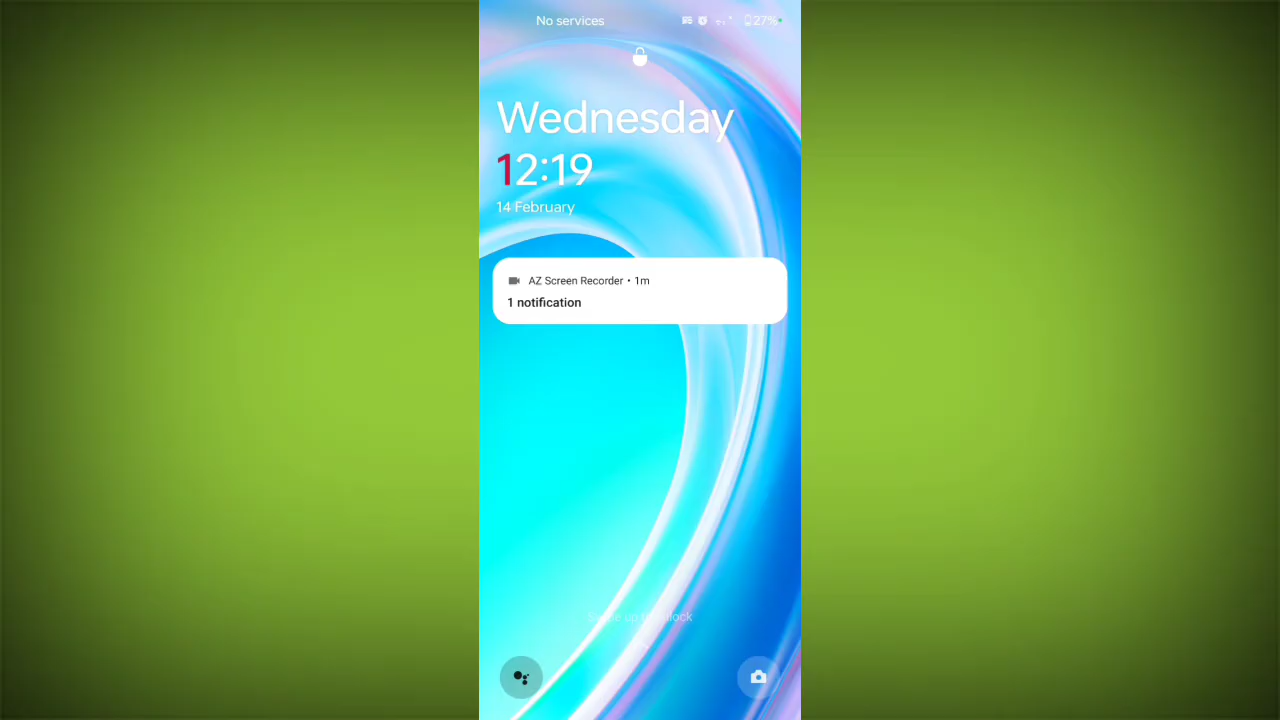 No services
27%
Wednesday
12:19
14 February
AZ Screen Recorder • 1m
1 notification
Swipe up to unlock